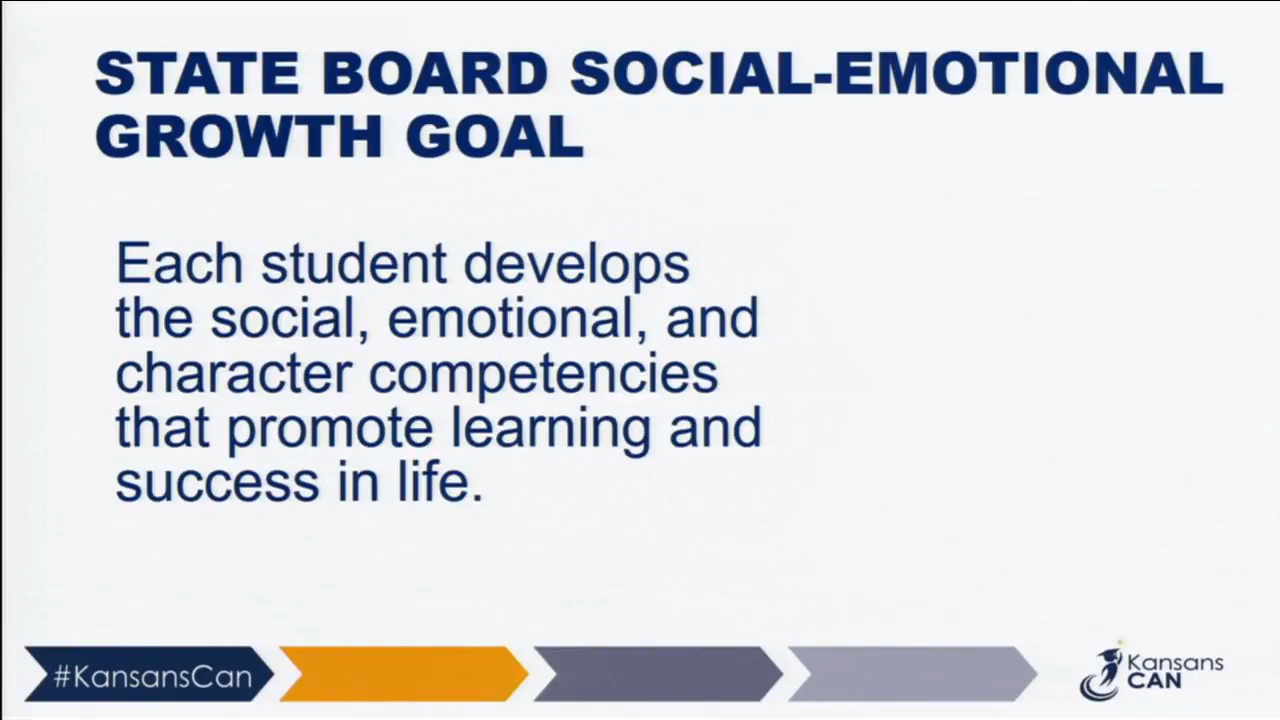 STATE BOARD SOCIAL-EMOTIONAL
GROWTH GOAL
Each student develops
the social, emotional, and
character competencies
that promote learning and
success in life.
#KansansCan
Kansans
CAN